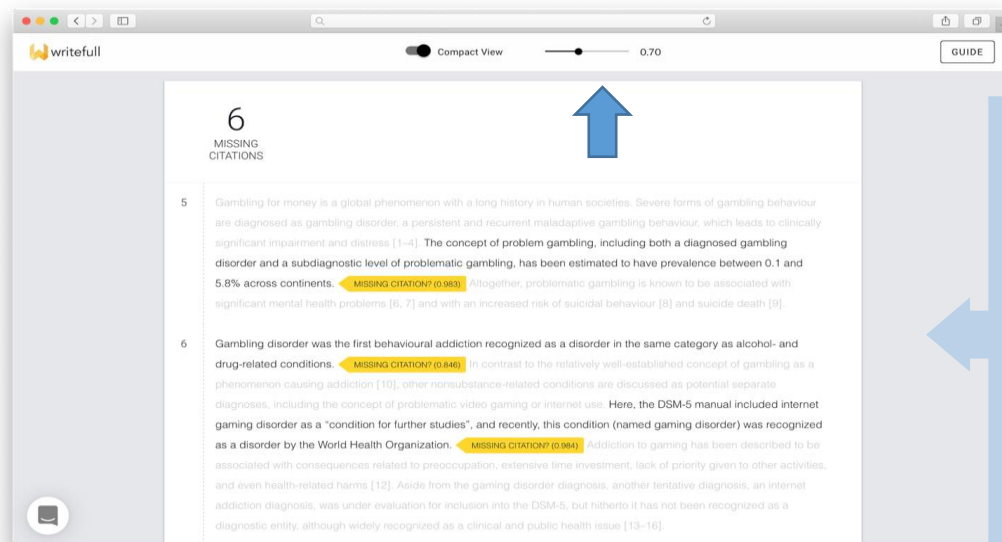 writefull
Compact View
0.70
GUIDE
6
MISSING
CITATIONS
5
Gambling for money is a global phenomenon with a long history in human societies. Severe forms of gambling behaviour
are diagnosed as gambling disorder, a persistent and recurrent maladaptive gambling behaviour, which leads to clinically
significant impairment and distress [1–4]. The concept of problem gambling, including both a diagnosed gambling
disorder and a subdiagnostic level of problematic gambling, has been estimated to have prevalence between 0.1 and
5.8% across continents. MISSING CITATION? (0.983) Altogether, problematic gambling is known to be associated with
significant mental health problems [6, 7] and with an increased risk of suicidal behaviour [8] and suicide death [9].
6
Gambling disorder was the first behavioural addiction recognized as a disorder in the same category as alcohol- and
drug-related conditions. MISSING CITATION? (0.846) In contrast to the relatively well-established concept of gambling as a
phenomenon causing addiction [10], other nonsubstance-related conditions are discussed as potential separate
diagnoses, including the concept of problematic video gaming or internet use. Here, the DSM-5 manual included internet
gaming disorder as a “condition for further studies”, and recently, this condition (named gaming disorder) was recognized
as a disorder by the World Health Organization. MISSING CITATION? (0.984) Addiction to gaming has been described to be
associated with consequences related to preoccupation, extensive time investment, lack of priority given to other activities,
and even health-related harms [12]. Aside from the gaming disorder diagnosis, another tentative diagnosis, an internet
addiction diagnosis, was under evaluation for inclusion into the DSM-5, but hitherto it has not been recognized as a
diagnostic entity, although widely recognized as a clinical and public health issue [13–16].